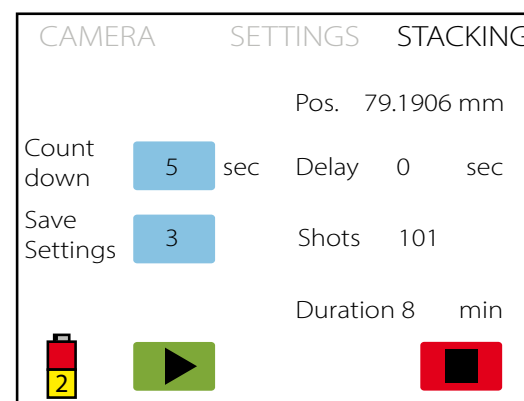 CAMERA SETTINGS STACKING
Pos. 79.1906 mm
Count down 5 sec Delay 0 sec
Save Settings 3 Shots 101
Duration 8 min
2